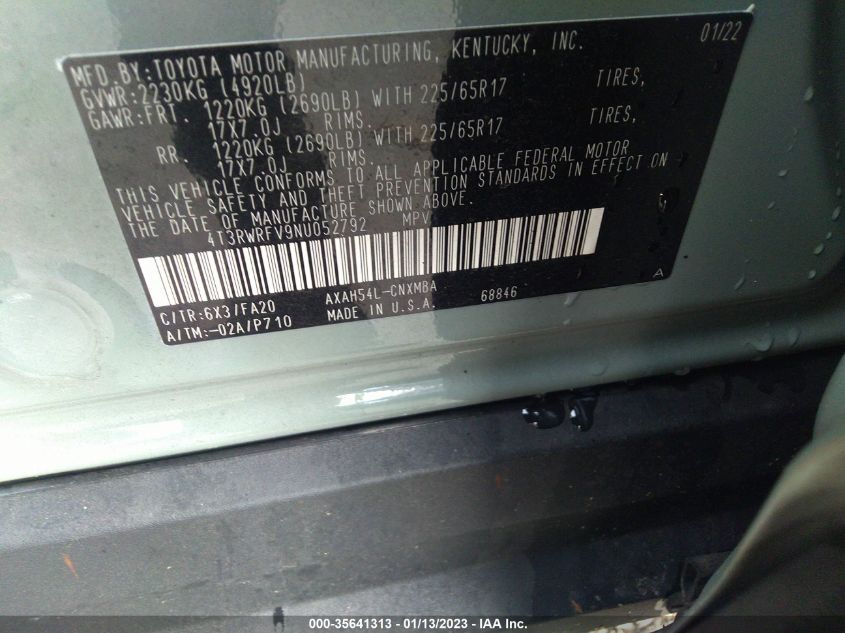 MFD.BY:TOYOTA MOTOR MANUFACTURING, KENTUCKY, INC. 01/22
GVWR:2230KG (4920LB)
GAWR:FRT. 1220KG (2690LB) WITH 225/65R17 TIRES,
17X7.0J RIMS.
RR. 1220KG (2690LB) WITH 225/65R17 TIRES,
17X7.0J RIMS.
THIS VEHICLE CONFORMS TO ALL APPLICABLE FEDERAL MOTOR
VEHICLE SAFETY AND THEFT PREVENTION STANDARDS IN EFFECT ON
THE DATE OF MANUFACTURE SHOWN ABOVE.
4T3RWRFV9NU052792 MPV
A
C/TR:6X3/FA20 AXAH54L-CNXMBA 68846
A/TM:-02A/P710 MADE IN U.S.A.
000-35641313 - 01/13/2023 - IAA Inc.